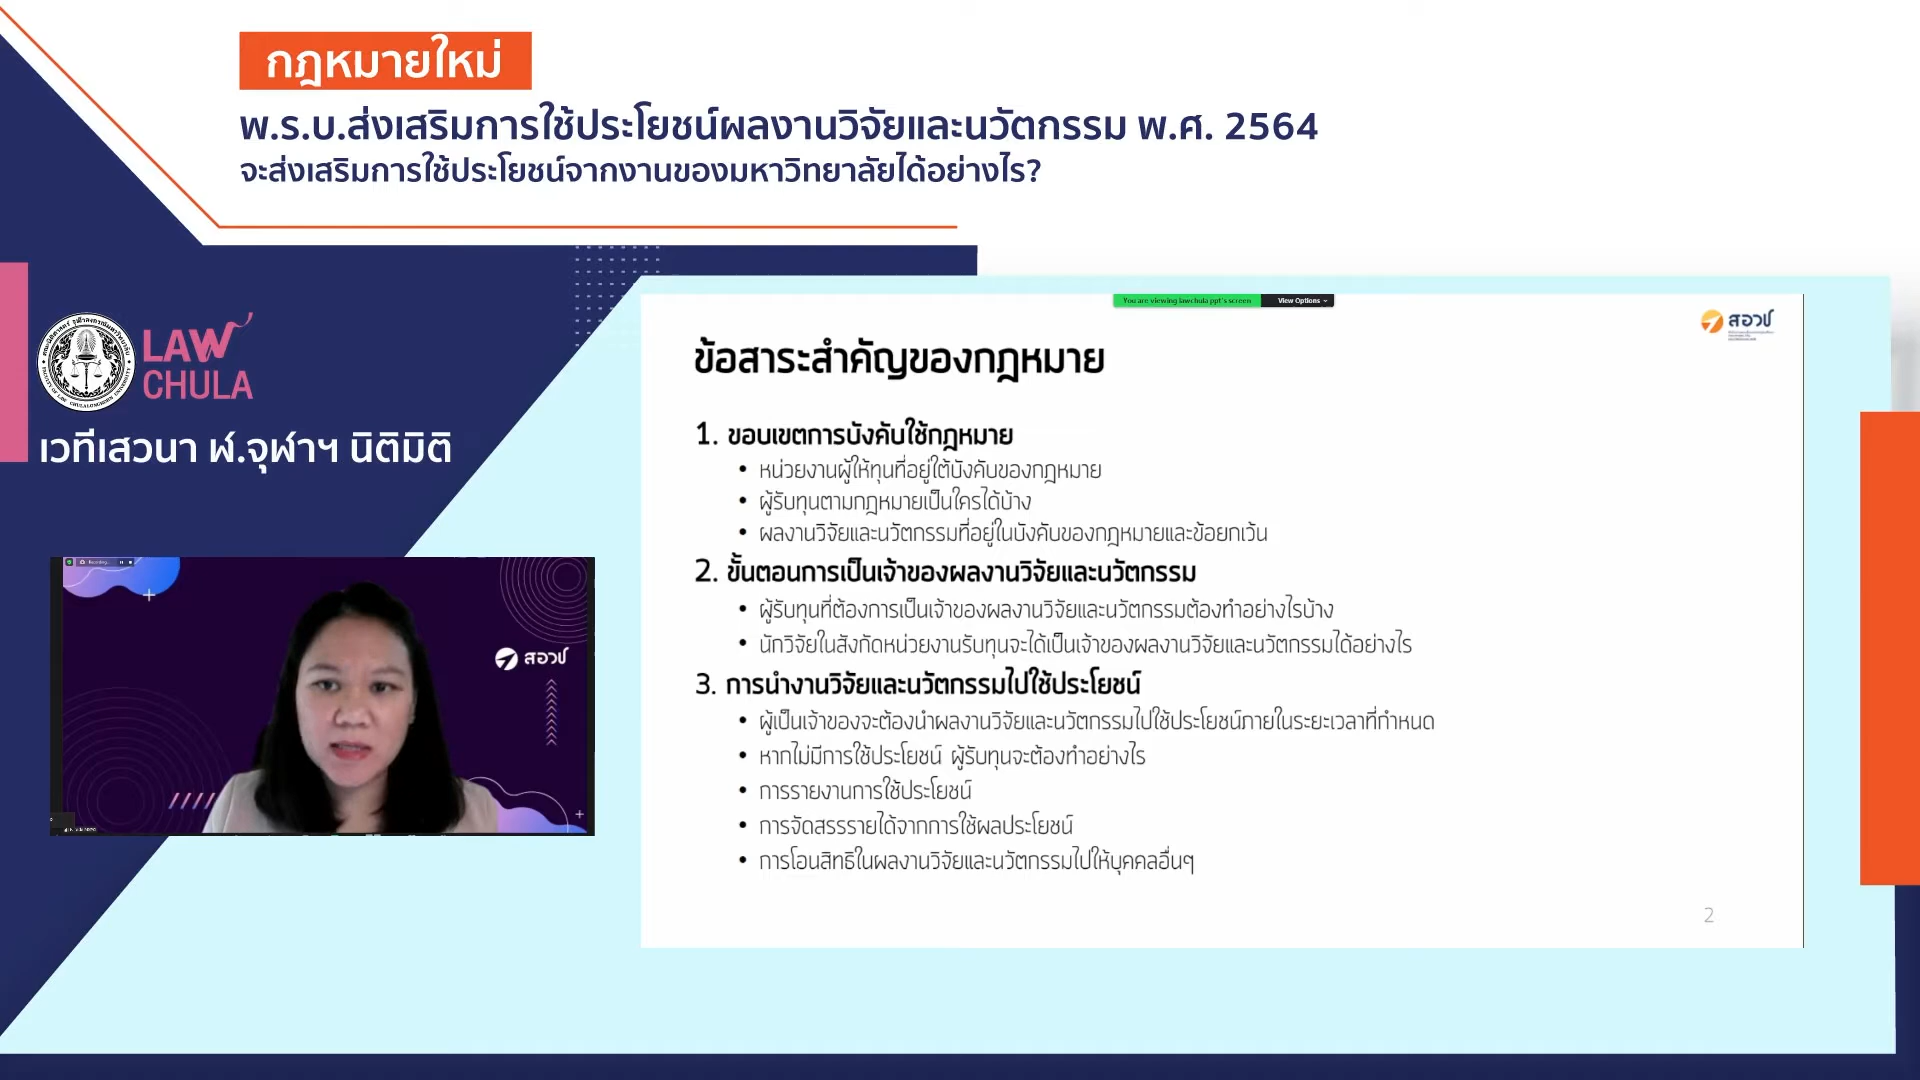 กฎหมายใหม่
พ.ร.บ.ส่งเสริมการใช้ประโยชน์ผลงานวิจัยและนวัตกรรม พ.ศ. 2564
จะส่งเสริมการใช้ประโยชน์จากงานของมหาวิทยาลัยได้อย่างไร?
LAW
CHULA
เวทีเสวนา ฬ.จุฬาฯ นิติมิติ
สอวช
You are viewing lawchula ppt's screen View Options
สอวช
ข้อสาระสำคัญของกฎหมาย
1. ขอบเขตการบังคับใช้กฎหมาย
• หน่วยงานผู้ให้ทุนที่อยู่ใต้บังคับของกฎหมาย
• ผู้รับทุนตามกฎหมายเป็นใครได้บ้าง
• ผลงานวิจัยและนวัตกรรมที่อยู่ในบังคับของกฎหมายและข้อยกเว้น
2. ขั้นตอนการเป็นเจ้าของผลงานวิจัยและนวัตกรรม
• ผู้รับทุนที่ต้องการเป็นเจ้าของผลงานวิจัยและนวัตกรรมต้องทำอย่างไรบ้าง
• นักวิจัยในสังกัดหน่วยงานรับทุนจะได้เป็นเจ้าของผลงานวิจัยและนวัตกรรมได้อย่างไร
3. การนำงานวิจัยและนวัตกรรมไปใช้ประโยชน์
• ผู้เป็นเจ้าของจะต้องนำผลงานวิจัยและนวัตกรรมไปใช้ประโยชน์ภายในระยะเวลาที่กำหนด
• หากไม่มีการใช้ประโยชน์ ผู้รับทุนจะต้องทำอย่างไร
• การรายงานการใช้ประโยชน์
• การจัดสรรรายได้จากการใช้ผลประโยชน์
• การโอนสิทธิในผลงานวิจัยและนวัตกรรมไปให้บุคคลอื่นๆ
2